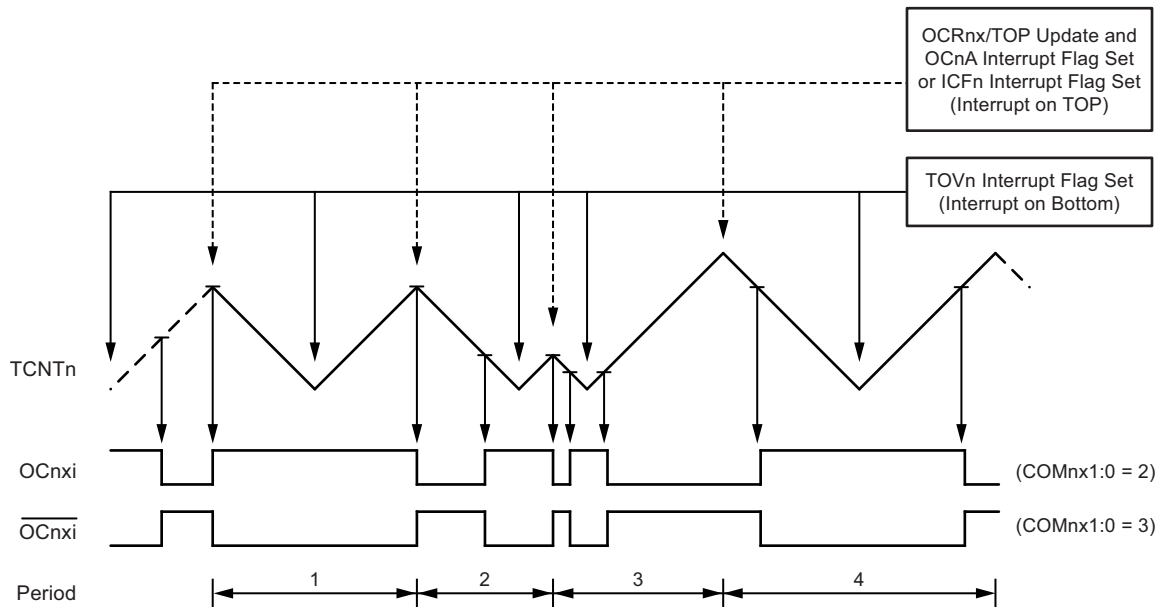 OCRnx/TOP Update and
OCnA Interrupt Flag Set
or ICFn Interrupt Flag Set
(Interrupt on TOP)
TOVn Interrupt Flag Set
(Interrupt on Bottom)
TCNTn
OCnxi
(COMnx1:0 = 2)
OCnxi
(COMnx1:0 = 3)
Period
1
2
3
4